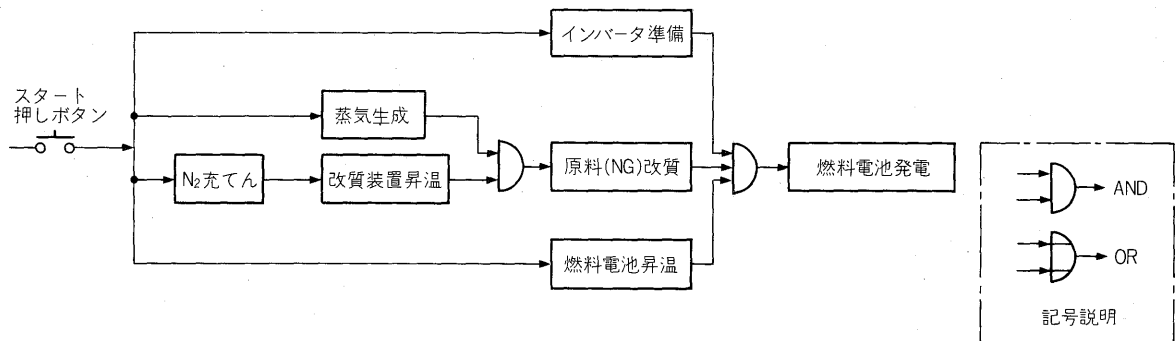 インバータ準備
スタート
押しボタン
蒸気生成
N₂充てん
改質装置昇温
原料(NG)改質
燃料電池発電
燃料電池昇温
AND
OR
記号説明